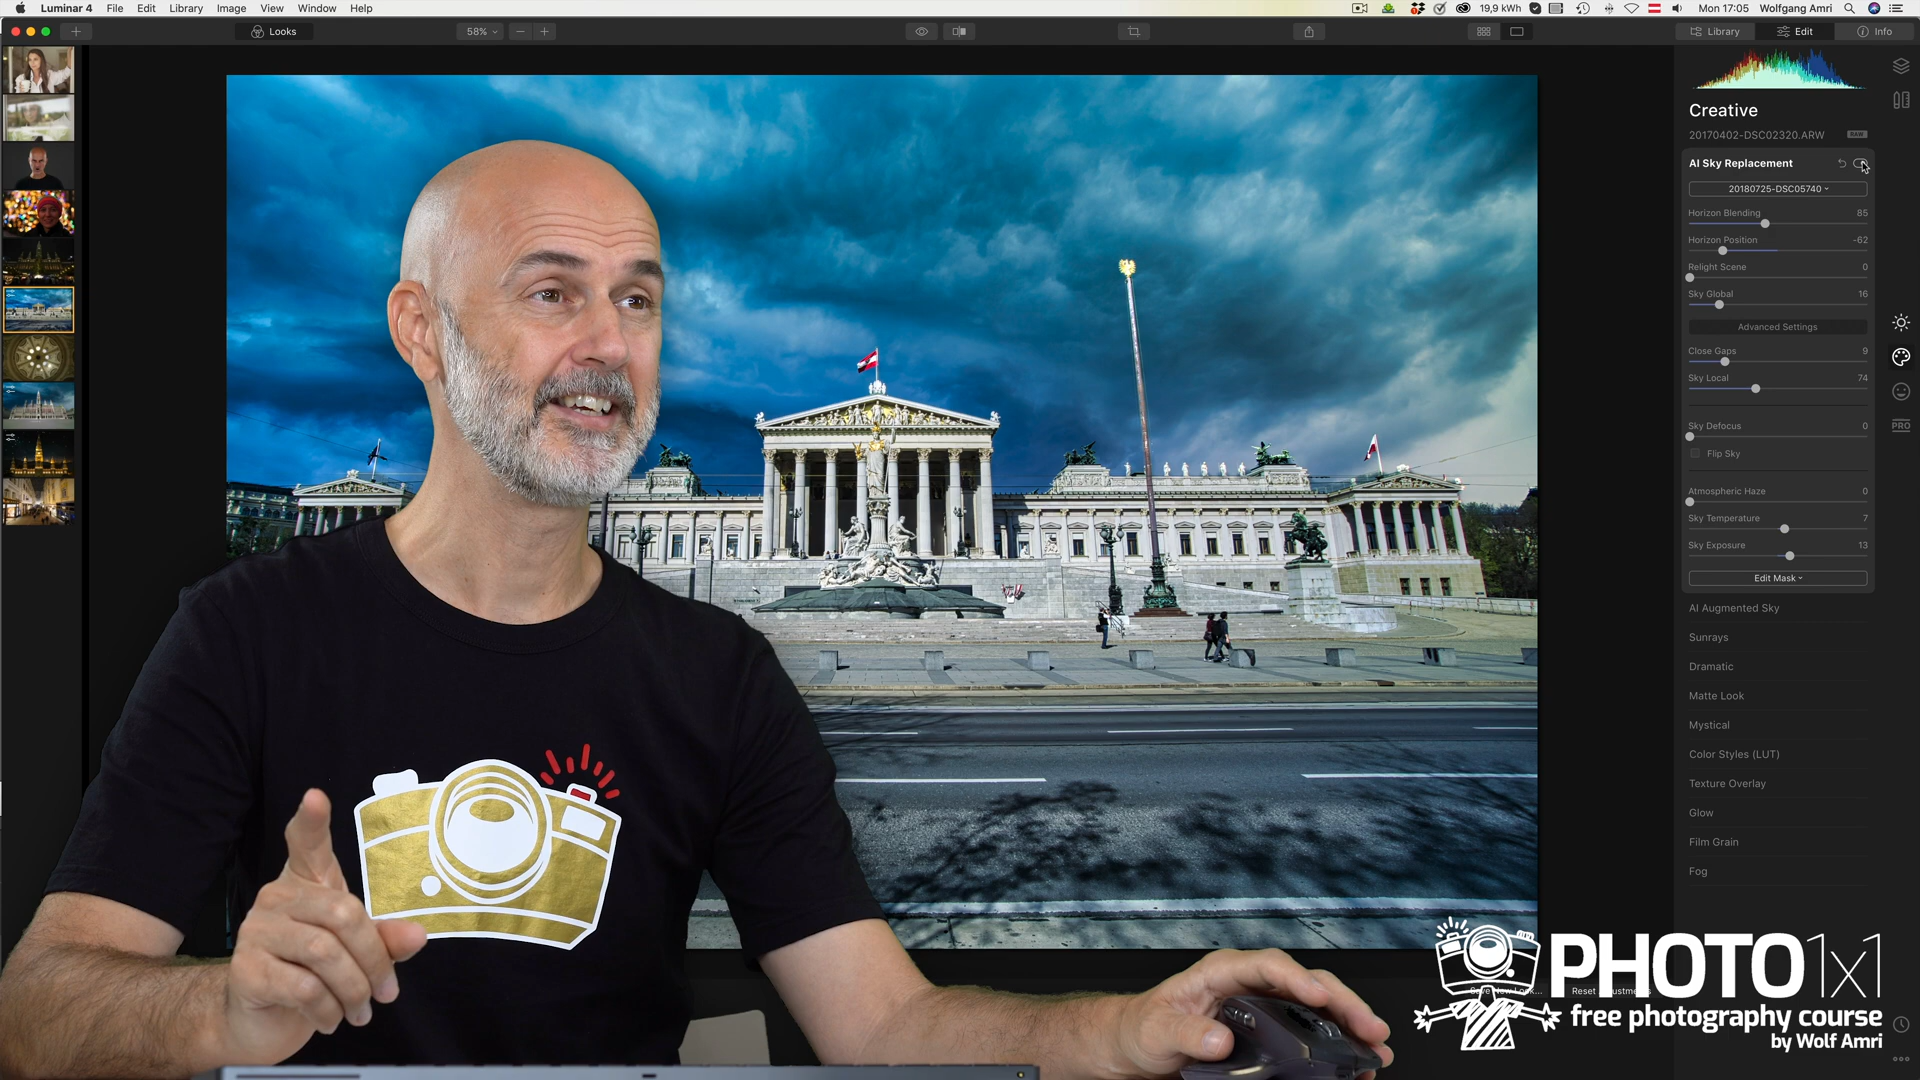 Luminar 4 File Edit Library Image View Window Help 19,9 kWh Mon 17:05 Wolfgang Amri
Looks 58% Library Edit Info
Creative
20170402-DSC02320.ARW RAW
AI Sky Replacement
20180725-DSC05740
Horizon Blending 85
Horizon Position -62
Relight Scene 0
Sky Global 16
Advanced Settings
Close Gaps 9
Sky Local 74
PRO
Sky Defocus 0
Flip Sky
Atmospheric Haze 0
Sky Temperature 7
Sky Exposure 13
Edit Mask
AI Augmented Sky
Sunrays
Dramatic
Matte Look
Mystical
Color Styles (LUT)
Texture Overlay
Glow
Film Grain
Fog
PHOTO1x1
free photography course
by Wolf Amri